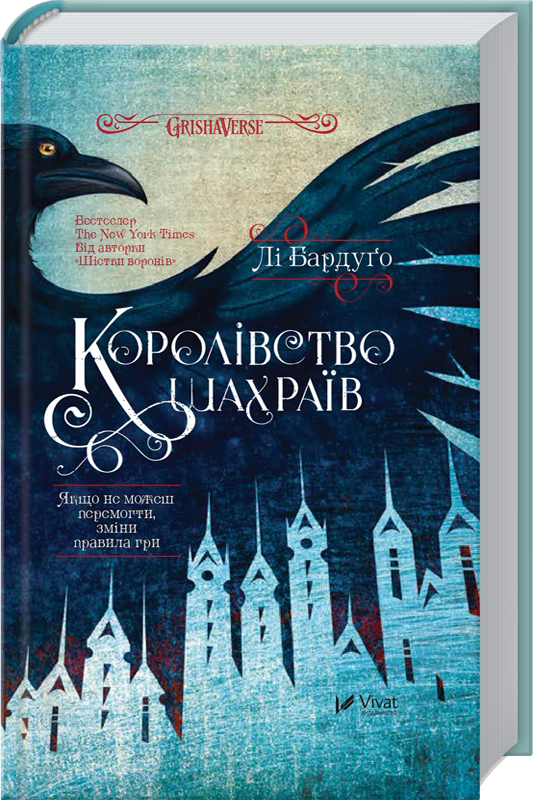 GRISHAVERSE
Бестселер
The New York Times
Від авторки
«Шістки воронів»
Лі Бардуґо
Королівство
шахраїв
Якщо не можеш
перемогти,
зміни
правила гри
Vivat
видавництво